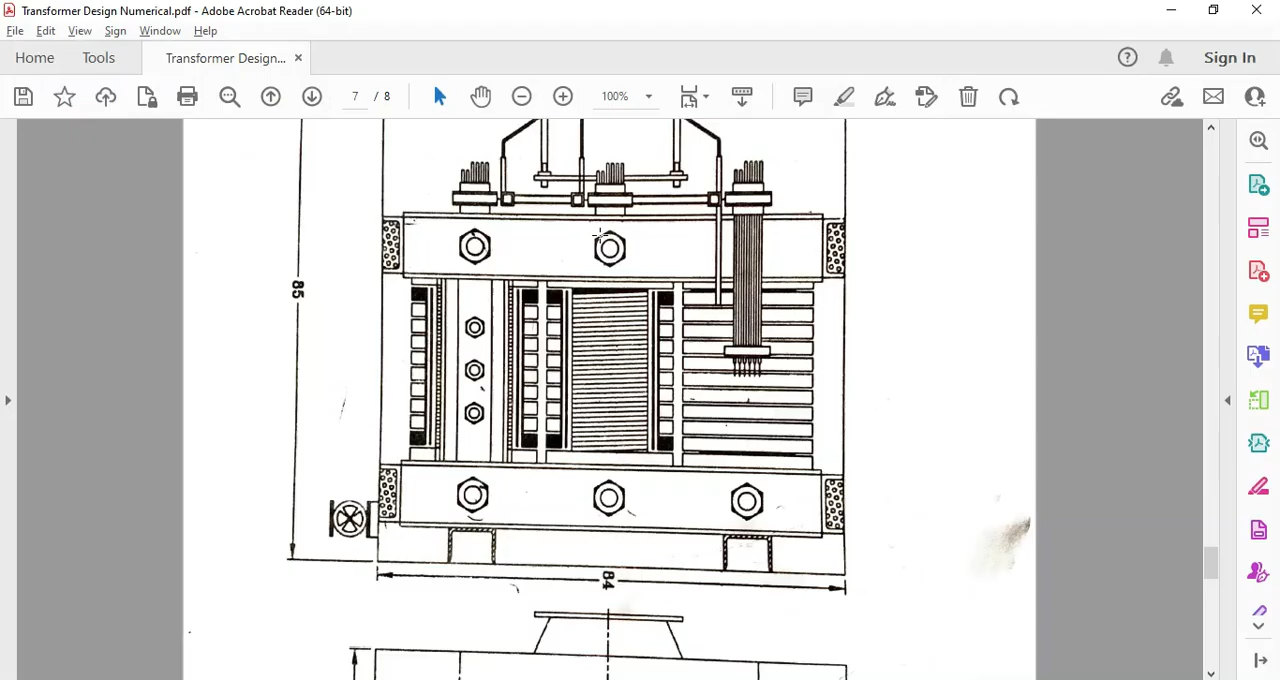 Transformer Design Numerical.pdf - Adobe Acrobat Reader (64-bit)
File Edit View Sign Window Help
Home Tools Transformer Design... × Sign In
7 / 8 100%
85
84